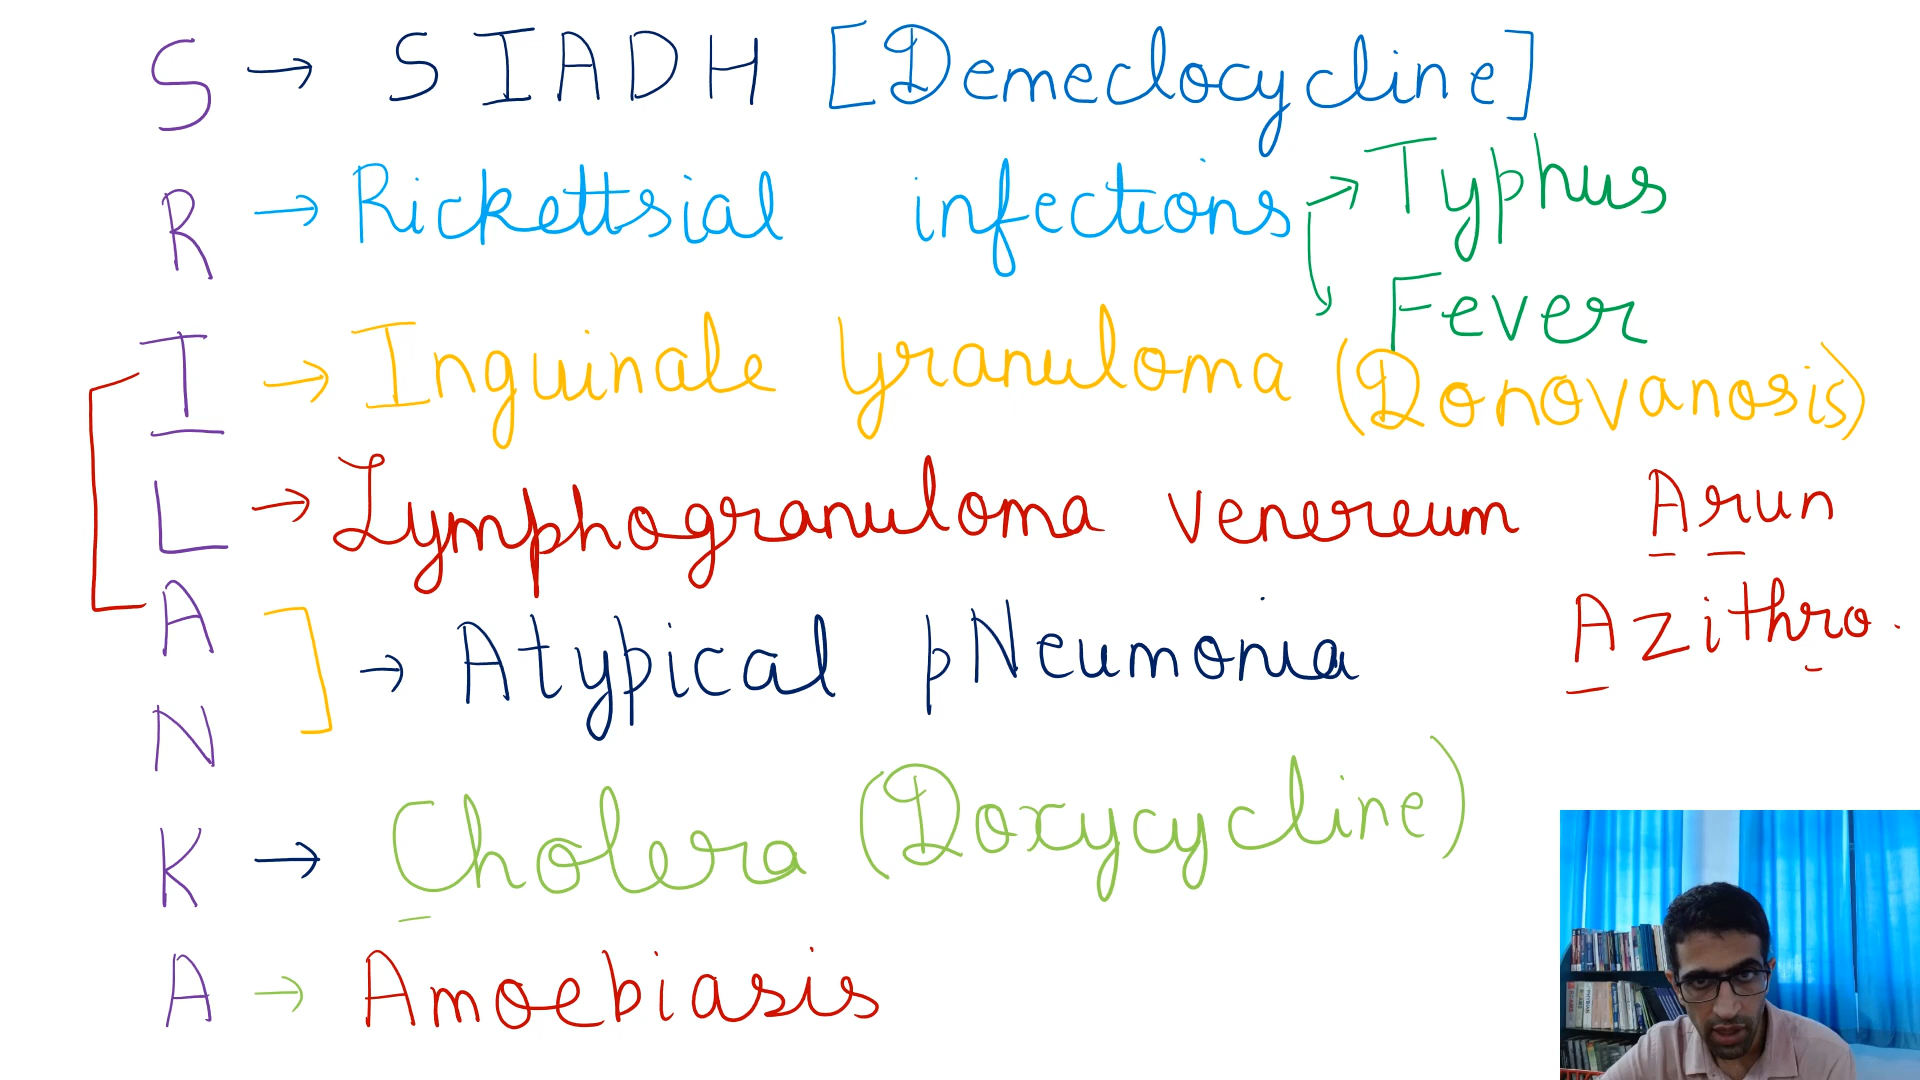 S → SIADH [Demeclocycline]
R → Rickettsial infections → Typhus
Fever
I → Inguinale Granuloma (Donovanosis)
L → Lymphogranuloma venereum Arun
A Azithro.
→ Atypical pNeumonia
N
K → Cholera (Doxycycline)
A → Amoebiasis